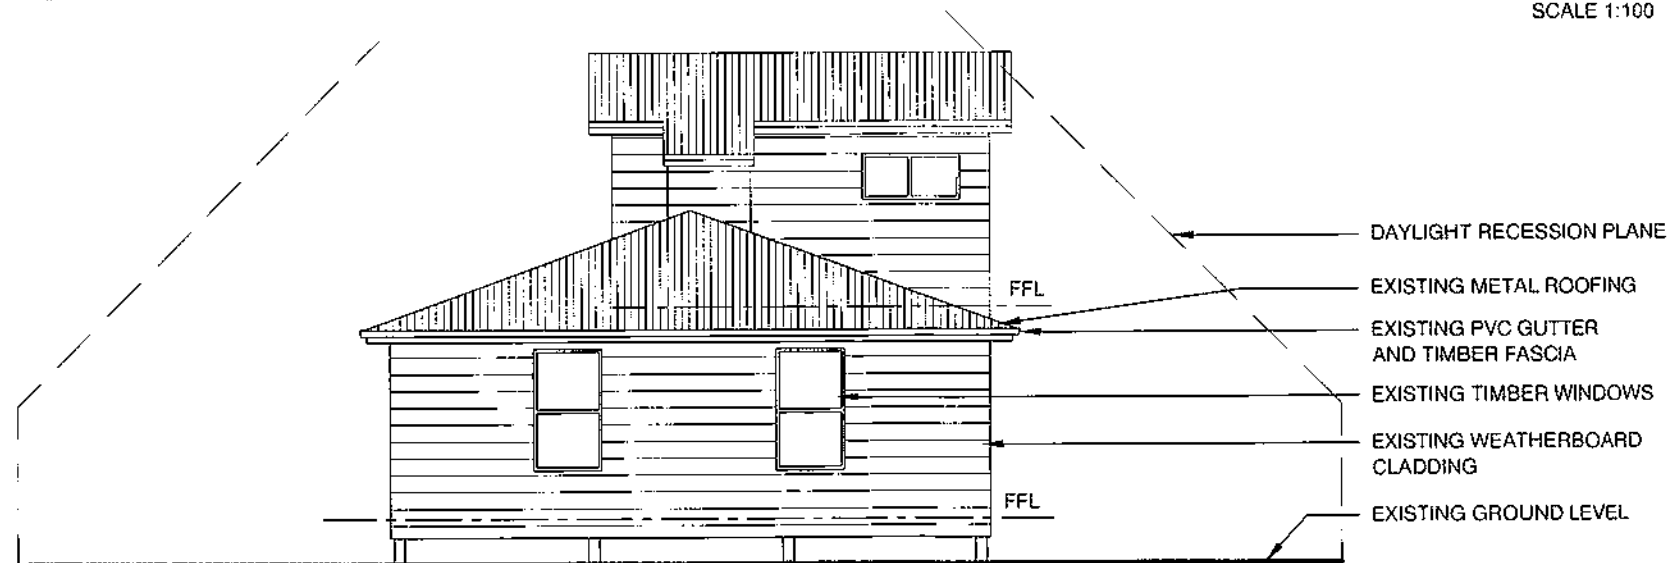 SCALE 1:100
DAYLIGHT RECESSION PLANE
FFL
EXISTING METAL ROOFING
EXISTING PVC GUTTER
AND TIMBER FASCIA
EXISTING TIMBER WINDOWS
EXISTING WEATHERBOARD
CLADDING
FFL
EXISTING GROUND LEVEL